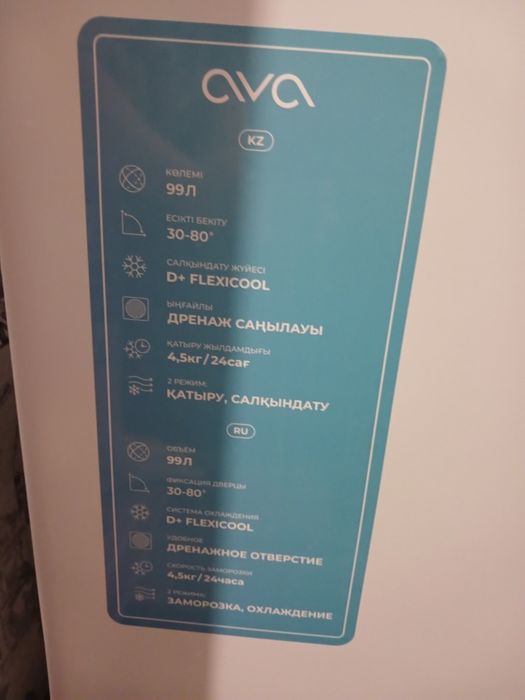 ava
KZ
КӨЛЕМІ
99 Л
ЕСІКТІ БЕКІТУ
30-80°
САЛҚЫНДАТУ ЖҮЙЕСІ
D+ FLEXICOOL
ЫҢҒАЙЛЫ
ДРЕНАЖ САҢЫЛАУЫ
ҚАТЫРУ ЖЫЛДАМДЫҒЫ
4,5кг/24сағ
2 РЕЖИМ:
ҚАТЫРУ, САЛҚЫНДАТУ
RU
ОБЪЁМ
99 Л
ФИКСАЦИЯ ДВЕРЦЫ
30-80°
СИСТЕМА ОХЛАЖДЕНИЯ
D+ FLEXICOOL
УДОБНОЕ
ДРЕНАЖНОЕ ОТВЕРСТИЕ
СКОРОСТЬ ЗАМОРОЗКИ
4,5кг/24часа
2 РЕЖИМА:
ЗАМОРОЗКА, ОХЛАЖДЕНИЕ